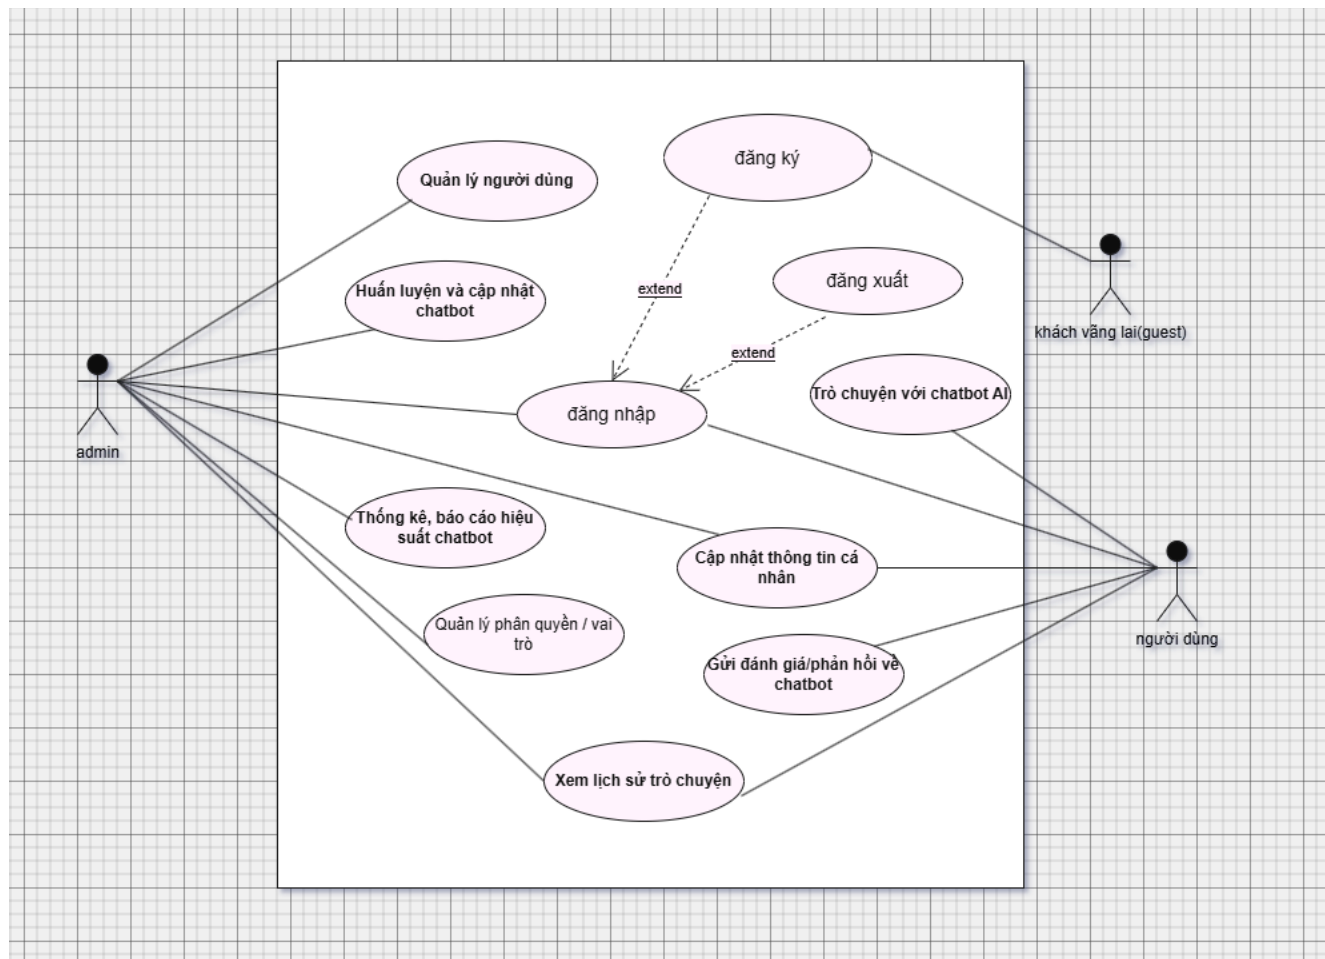 đăng ký
Quản lý người dùng
đăng xuất
extend
Huấn luyện và cập nhật
chatbot
khách vãng lai(guest)
extend
Trò chuyện với chatbot AI
đăng nhập
admin
Thống kê, báo cáo hiệu
suất chatbot
Cập nhật thông tin cá
nhân
Quản lý phân quyền / vai
trò
người dùng
Gửi đánh giá/phản hồi về
chatbot
Xem lịch sử trò chuyện